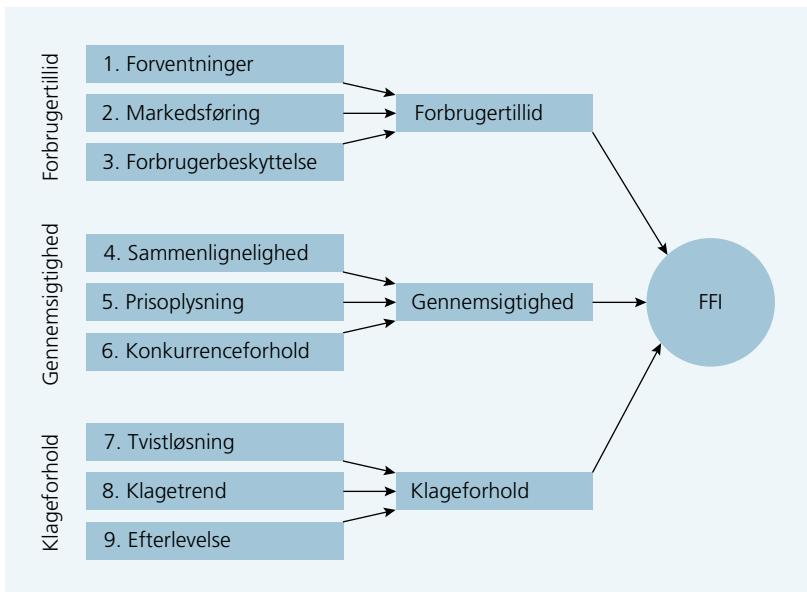 Forbrugertillid
1. Forventninger
2. Markedsføring
3. Forbrugerbeskyttelse
Forbrugertillid
Gennemsigtighed
4. Sammenlignelighed
5. Prisoplysning
6. Konkurrenceforhold
Gennemsigtighed
FFI
Klageforhold
7. Tvistløsning
8. Klagetrend
9. Efterlevelse
Klageforhold